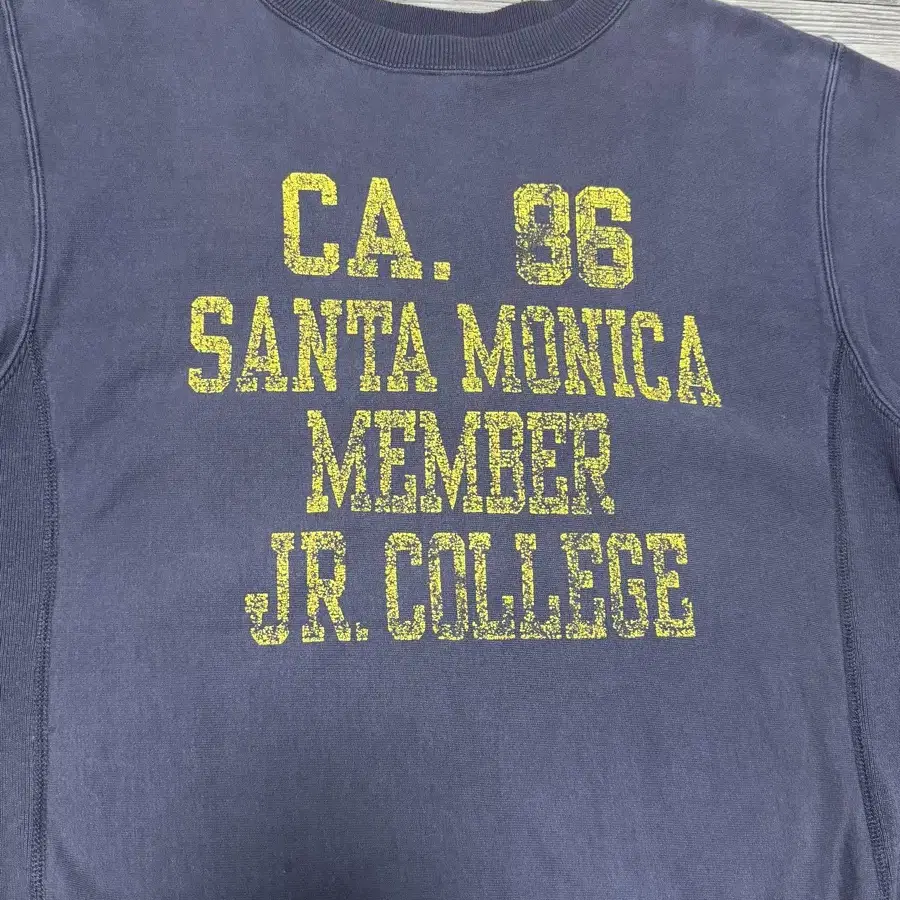 CA. 86
SANTA MONICA
MEMBER
JR. COLLEGE